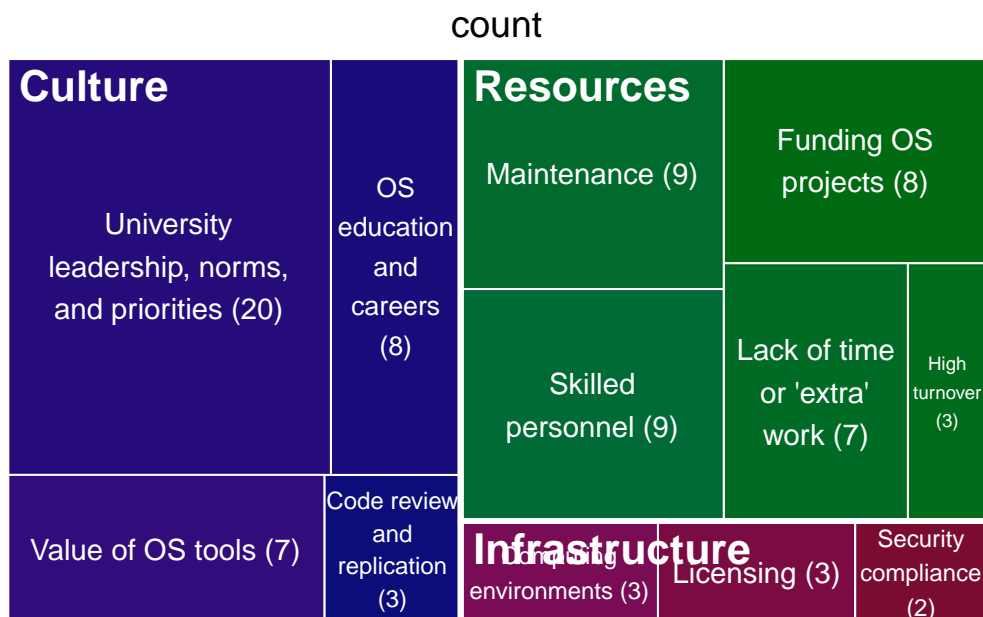 count
Culture
University
leadership, norms,
and priorities (20)
OS
education
and
careers
(8)
Value of OS tools (7)
Code review
and
replication
(3)
Resources
Maintenance (9)
Funding OS
projects (8)
Skilled
personnel (9)
Lack of time
or 'extra'
work (7)
High
turnover
(3)
Infrastructure
Computing
environments (3)
Licensing (3)
Security
compliance
(2)